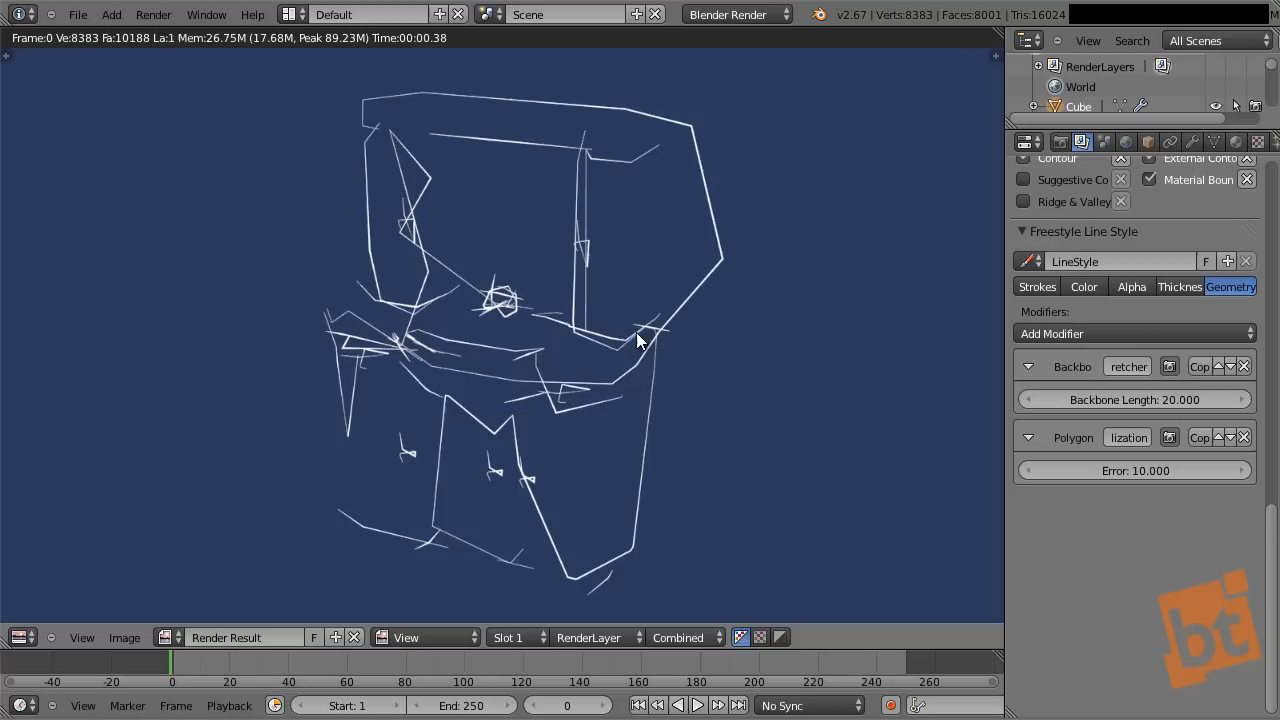 File Add Render Window Help Default Scene Blender Render v2.67 | Verts:8383 | Faces:8001 | Tris:16024
Frame:0 Ve:8383 Fa:10188 La:1 Mem:26.75M (17.68M, Peak 89.23M) Time:00:00.38
View Search All Scenes
RenderLayers
World
Cube
Contour External Conto
Suggestive Co Material Boun
Ridge & Valley
Freestyle Line Style
LineStyle F
Strokes Color Alpha Thicknes Geometry
Modifiers:
Add Modifier
Backbo retcher Cop
Backbone Length: 20.000
Polygon lization Cop
Error: 10.000
bt
View Image Render Result F View Slot 1 RenderLayer Combined
-40 -20 0 20 40 60 80 100 120 140 160 180 200 220 240 260
View Marker Frame Playback Start: 1 End: 250 0 No Sync